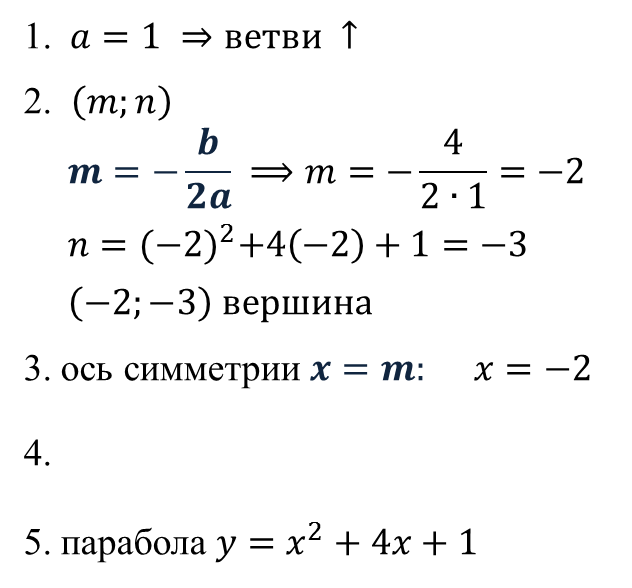 1. a = 1 ⇒ ветви ↑
2. (m; n)
m = −b/2a ⟹ m = −4/(2 · 1) = −2
n = (−2)²+4(−2) + 1 = −3
(−2; −3) вершина
3. ось симметрии x = m: x = −2
4.
5. парабола y = x² + 4x + 1